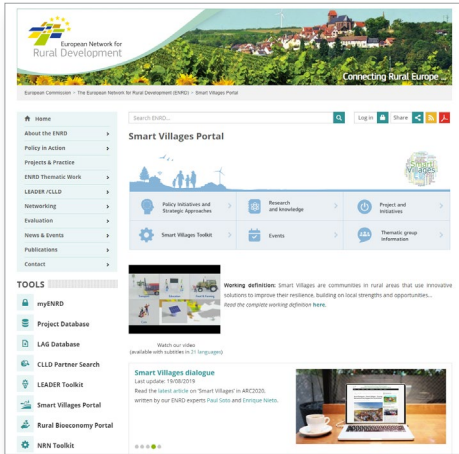 European Network for
Rural Development
Connecting Rural Europe ...
European Commission > The European Network for Rural Development (ENRD) > Smart Villages Portal
Home
About the ENRD
Policy in Action
Projects & Practice
ENRD Thematic Work
LEADER /CLLD
Networking
Evaluation
News & Events
Publications
Contact
TOOLS
myENRD
Project Database
LAG Database
CLLD Partner Search
LEADER Toolkit
Smart Villages Portal
Rural Bioeconomy Portal
NRN Toolkit
Search ENRD...
Log in
Share
Smart Villages Portal
Smart
Villages
Policy Initiatives and
Strategic Approaches
Research
and knowledge
Project and
Initiatives
Smart Villages Toolkit
Events
Thematic group
information
Watch our video
(available with subtitles in 21 languages)
Working definition: Smart Villages are communities in rural areas that use innovative
solutions to improve their resilience, building on local strengths and opportunities...
Read the complete working definition here.
Smart Villages dialogue
Last update: 19/08/2019
Read the latest article on 'Smart Villages' in ARC2020,
written by our ENRD experts Paul Soto and Enrique Nieto.